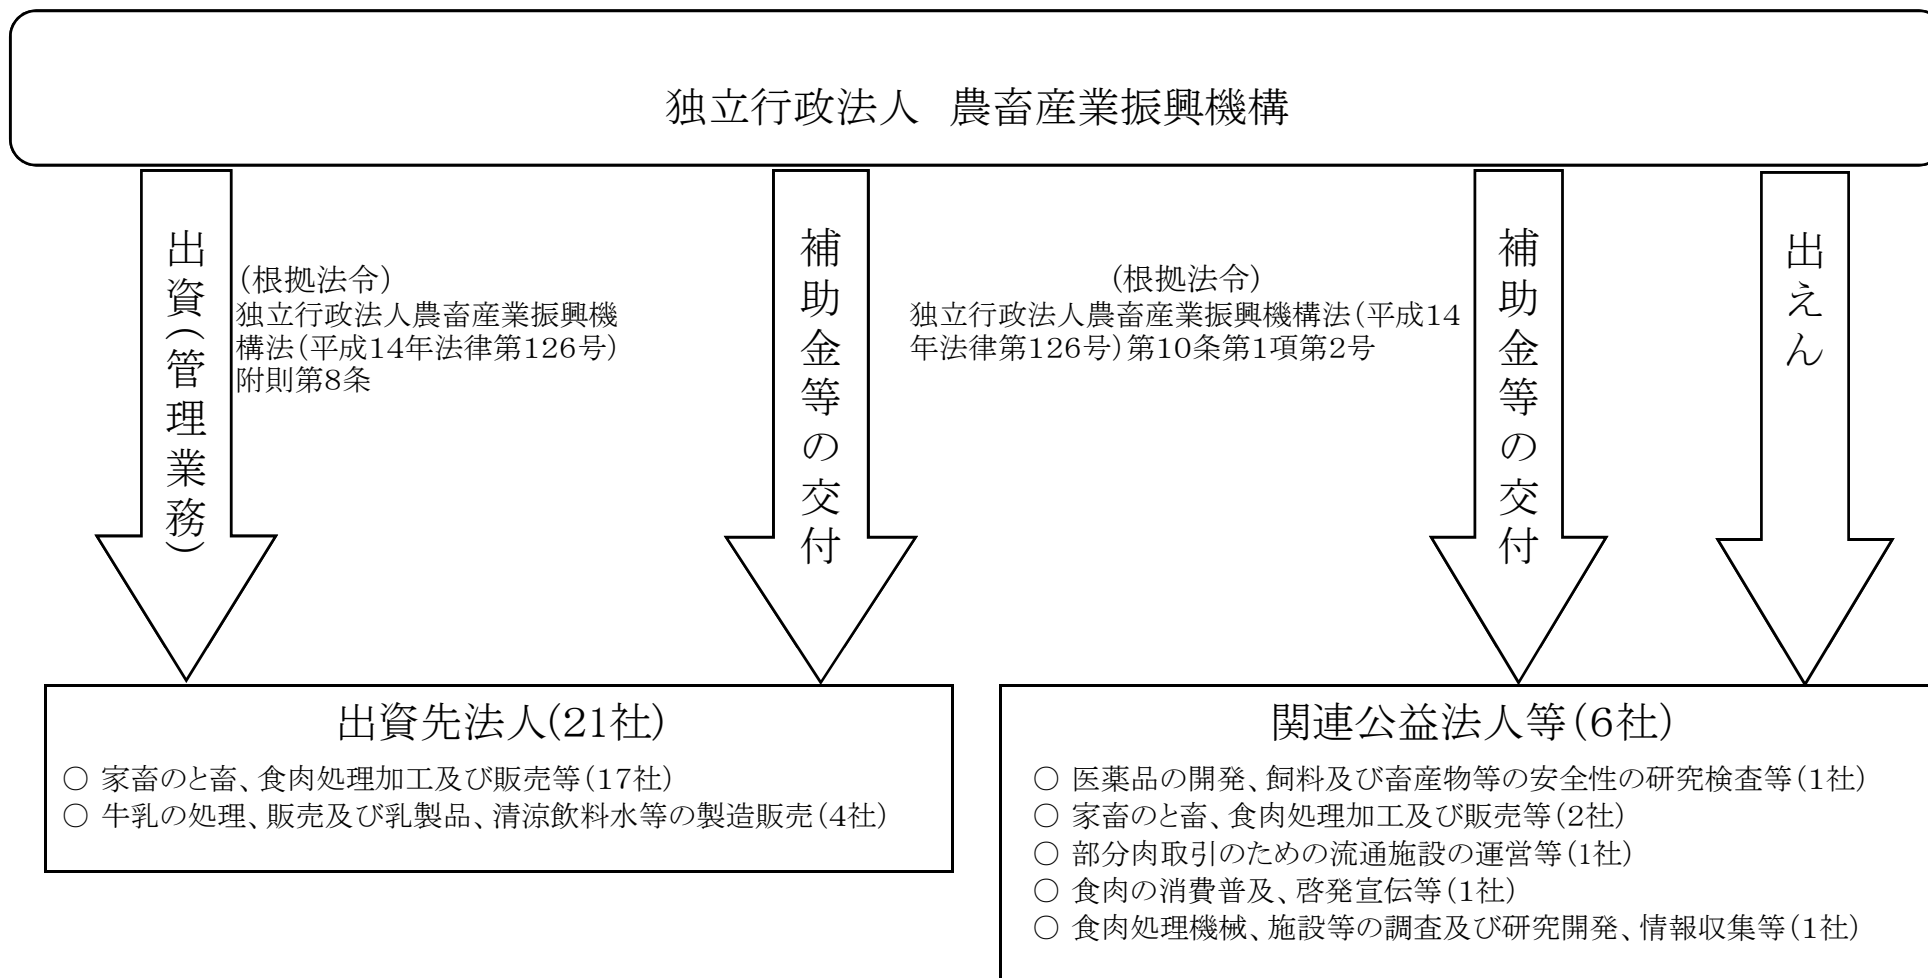 独立行政法人　農畜産業振興機構
出資(管理業務)
(根拠法令)
独立行政法人農畜産業振興機
構法(平成14年法律第126号)
附則第8条
補助金等の交付
(根拠法令)
独立行政法人農畜産業振興機構法(平成14
年法律第126号)第10条第1項第2号
補助金等の交付
出えん
出資先法人(21社)
○ 家畜のと畜、食肉処理加工及び販売等(17社)
○ 牛乳の処理、販売及び乳製品、清涼飲料水等の製造販売(4社)
関連公益法人等(6社)
○ 医薬品の開発、飼料及び畜産物等の安全性の研究検査等(1社)
○ 家畜のと畜、食肉処理加工及び販売等(2社)
○ 部分肉取引のための流通施設の運営等(1社)
○ 食肉の消費普及、啓発宣伝等(1社)
○ 食肉処理機械、施設等の調査及び研究開発、情報収集等(1社)